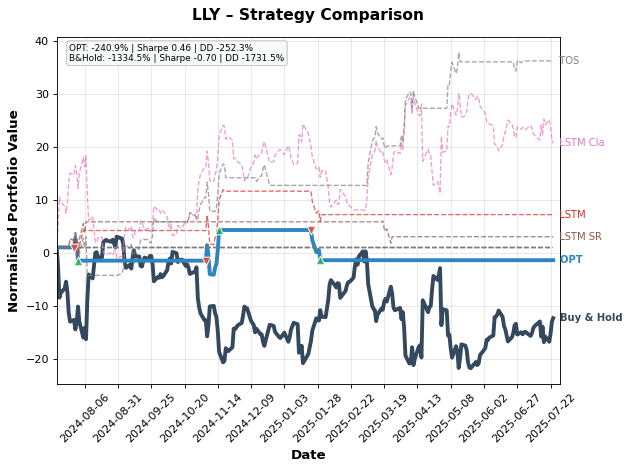 LLY – Strategy Comparison
OPT: -240.9% | Sharpe 0.46 | DD -252.3%
B&Hold: -1334.5% | Sharpe -0.70 | DD -1731.5%
Normalised Portfolio Value
40
30
20
10
0
−10
−20
TOS
LSTM Cla
LSTM
LSTM SR
OPT
Buy & Hold
2024-08-06
2024-08-31
2024-09-25
2024-10-20
2024-11-14
2024-12-09
2025-01-03
2025-01-28
2025-02-22
2025-03-19
2025-04-13
2025-05-08
2025-06-02
2025-06-27
2025-07-22
Date